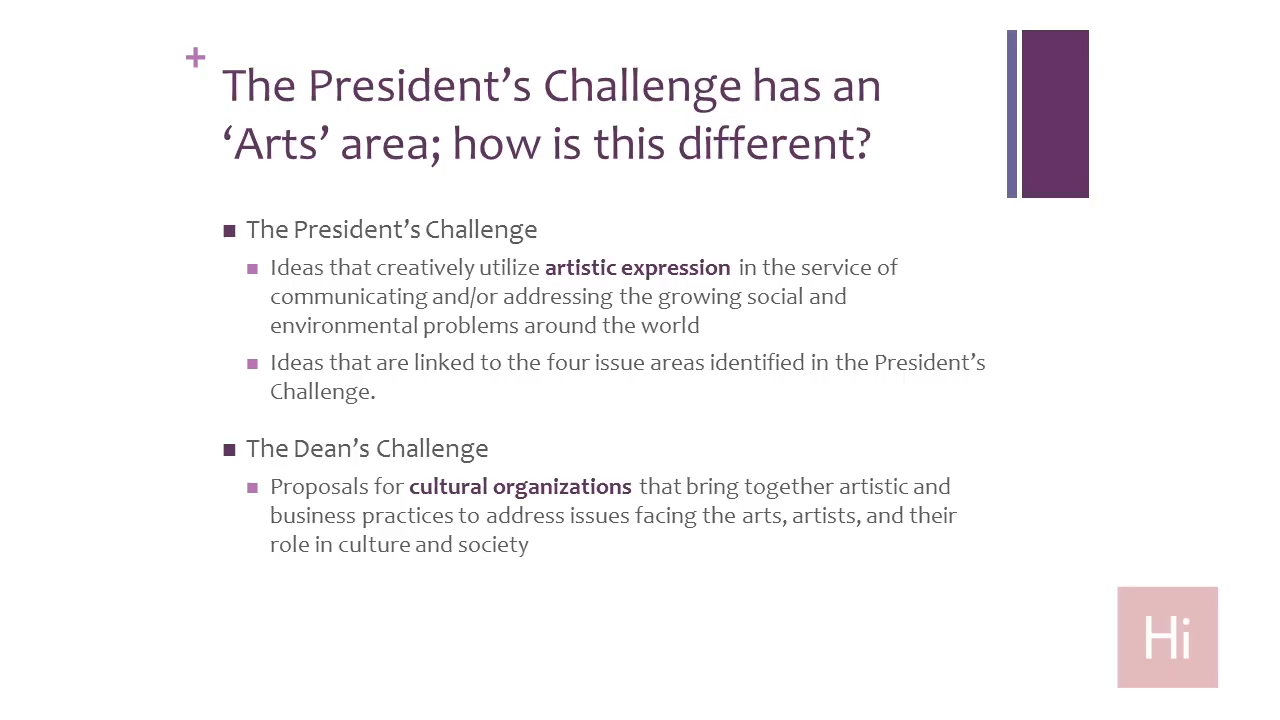 +
The President’s Challenge has an
‘Arts’ area; how is this different?
The President’s Challenge
Ideas that creatively utilize artistic expression in the service of
communicating and/or addressing the growing social and
environmental problems around the world
Ideas that are linked to the four issue areas identified in the President’s
Challenge.
The Dean’s Challenge
Proposals for cultural organizations that bring together artistic and
business practices to address issues facing the arts, artists, and their
role in culture and society
Hi